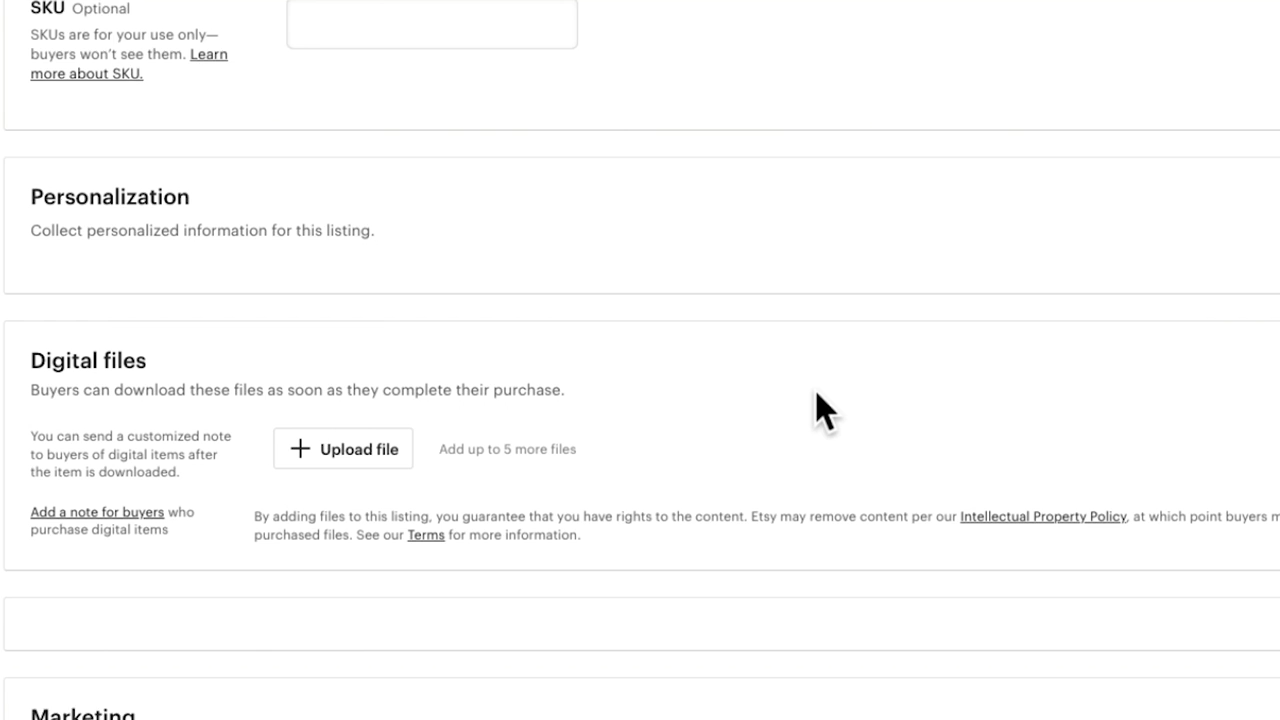 SKU Optional
SKUs are for your use only—
buyers won’t see them. Learn
more about SKU.
Personalization
Collect personalized information for this listing.
Digital files
Buyers can download these files as soon as they complete their purchase.
You can send a customized note
to buyers of digital items after
the item is downloaded.
Upload file
Add up to 5 more files
Add a note for buyers who
purchase digital items
By adding files to this listing, you guarantee that you have rights to the content. Etsy may remove content per our Intellectual Property Policy, at which point buyers
purchased files. See our Terms for more information.
Marketing